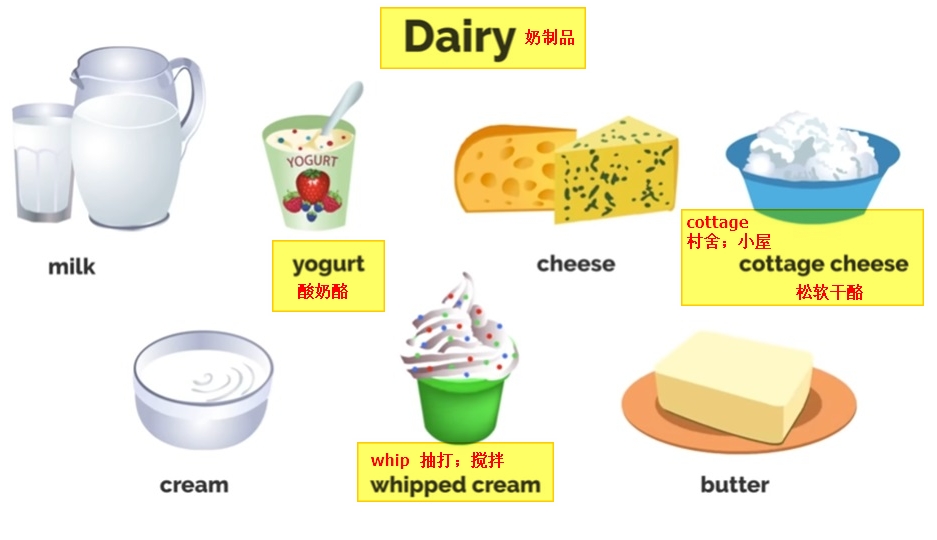 Dairy 奶制品
YOGURT
milk
yogurt
酸奶酪
cheese
cottage
村舍；小屋
cottage cheese
松软干酪
cream
whip 抽打；搅拌
whipped cream
butter